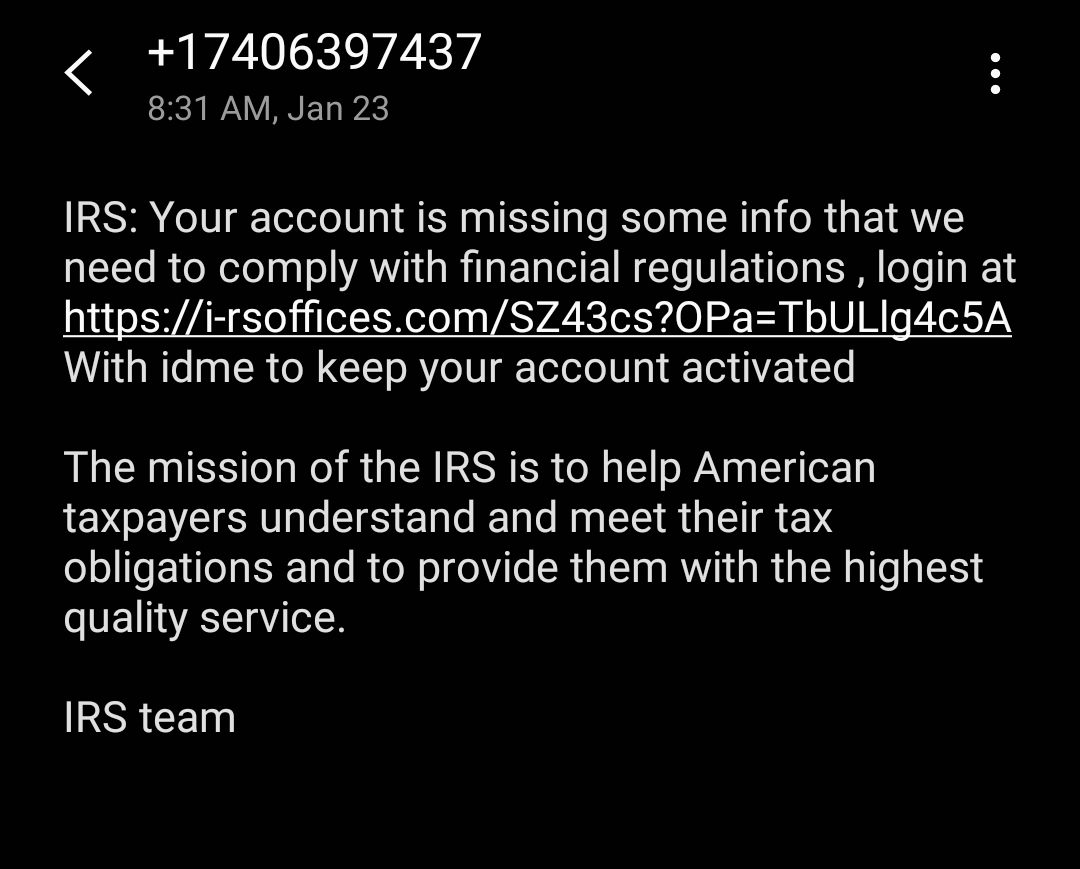 +17406397437
8:31 AM, Jan 23
IRS: Your account is missing some info that we
need to comply with financial regulations , login at
https://i-rsoffices.com/SZ43cs?OPa=TbULlg4c5A
With idme to keep your account activated
The mission of the IRS is to help American
taxpayers understand and meet their tax
obligations and to provide them with the highest
quality service.
IRS team